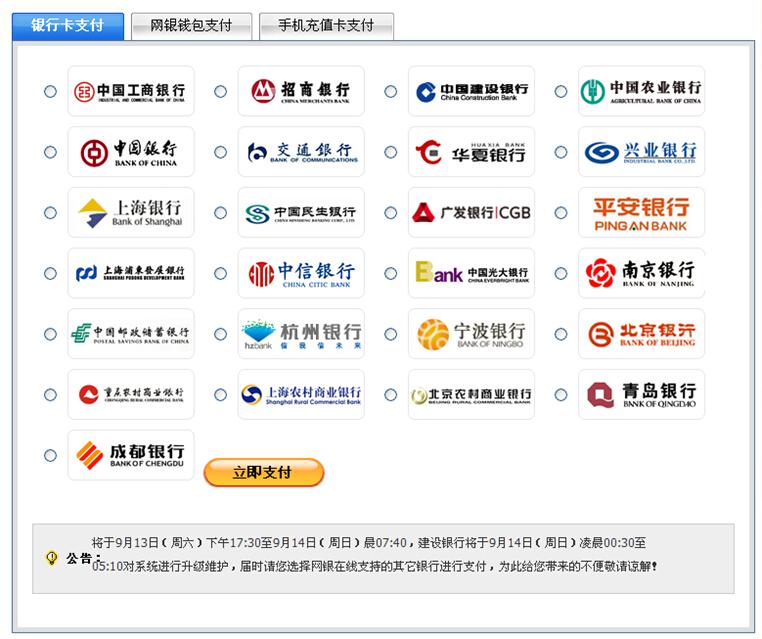 银行卡支付 网银钱包支付 手机充值卡支付
中国工商银行 招商银行 中国建设银行 中国农业银行
INDUSTRIAL AND COMMERCIAL BANK OF CHINA CHINA MERCHANTS BANK China Construction Bank AGRICULTURAL BANK OF CHINA
中国银行 交通银行 HUAXIA BANK 华夏银行 兴业银行
BANK OF CHINA BANK OF COMMUNICATIONS INDUSTRIAL BANK CO.,LTD.
上海银行 中国民生银行 广发银行|CGB 平安银行
Bank of Shanghai CHINA MINSHENG BANKING CORP., LTD PING AN BANK
上海浦東發展銀行 中信银行 Bank 中国光大银行 南京银行
SHANGHAI PUDONG DEVELOPMENT BANK CHINA CITIC BANK CHINA EVERBRIGHT BANK BANK OF NANJING
中国邮政储蓄银行 杭州银行 宁波银行 北京银行
POSTAL SAVINGS BANK OF CHINA hzbank 信我信未来 BANK OF NINGBO BANK OF BEIJING
重庆农村商业银行 上海农村商业银行 北京农村商业银行 青岛银行
CHONGQING RURAL COMMERCIAL BANK Shanghai Rural Commercial Bank BEIJING RURAL COMMERCIAL BANK BANK OF QINGDAO
成都银行
BANK OF CHENGDU
立即支付
公告：
将于9月13日（周六）下午17:30至9月14日（周日）晨07:40，建设银行将于9月14日（周日）凌晨00:30至
05:10对系统进行升级维护，届时请您选择网银在线支持的其它银行进行支付，为此给您带来的不便敬请谅解！